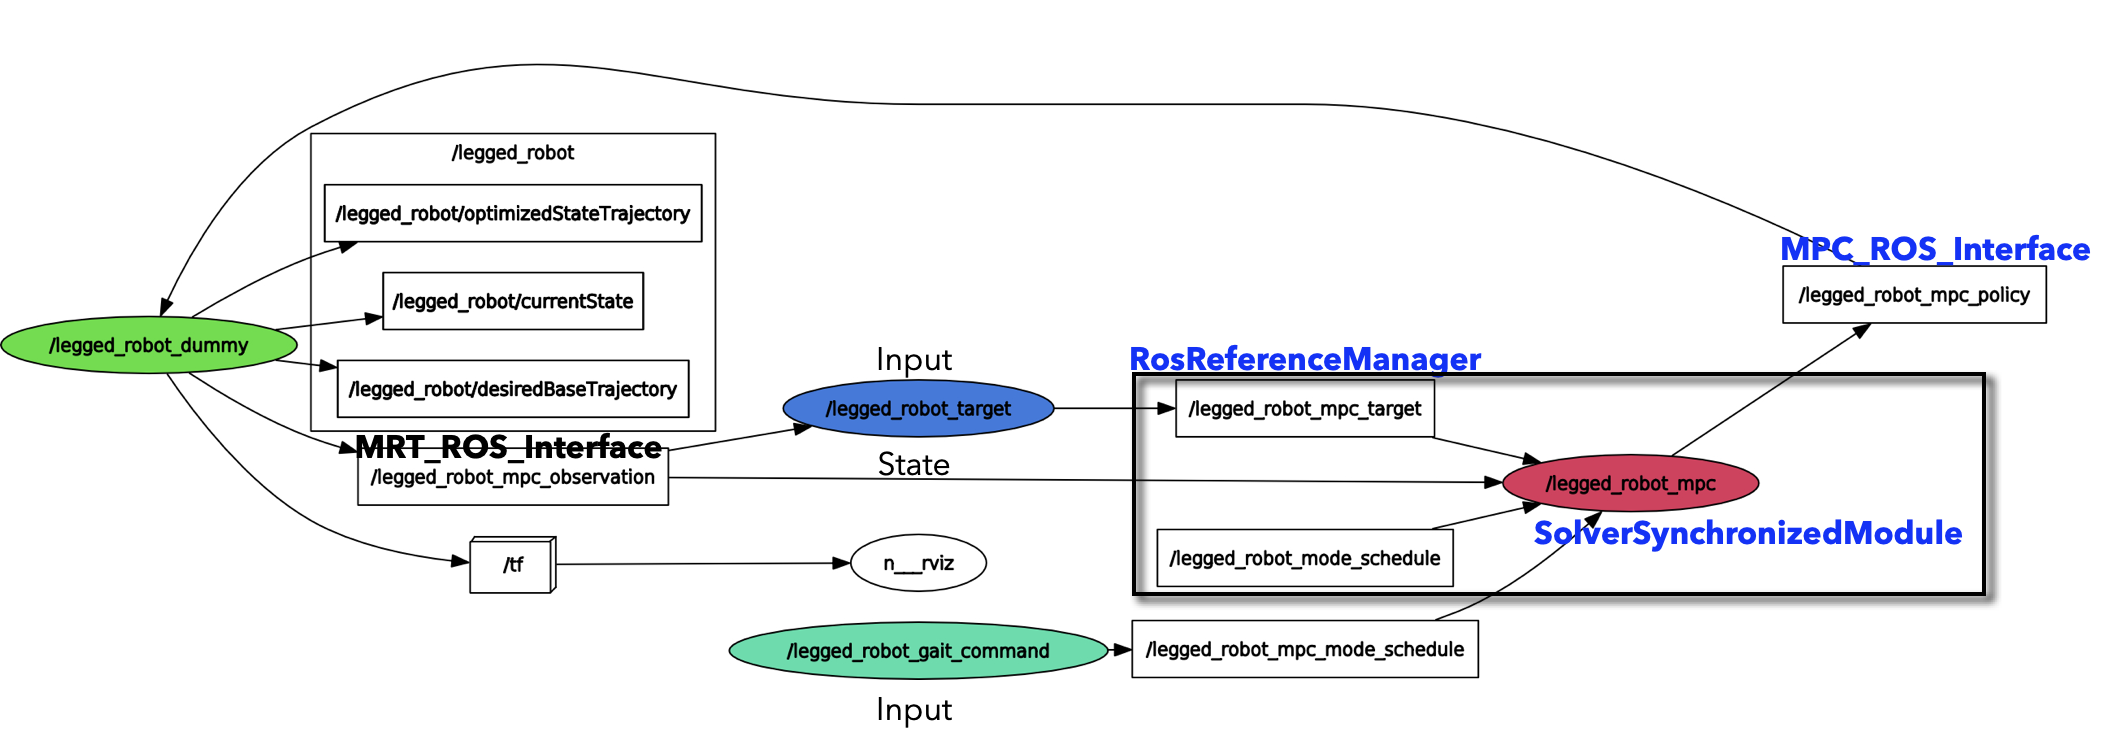 /legged_robot
/legged_robot/optimizedStateTrajectory
MPC_ROS_Interface
/legged_robot/currentState
/legged_robot_mpc_policy
/legged_robot_dummy
Input
RosReferenceManager
/legged_robot/desiredBaseTrajectory
/legged_robot_target
/legged_robot_mpc_target
MRT_ROS_Interface
State
/legged_robot_mpc_observation
/legged_robot_mpc
SolverSynchronizedModule
/tf
n___rviz
/legged_robot_mode_schedule
/legged_robot_gait_command
/legged_robot_mpc_mode_schedule
Input